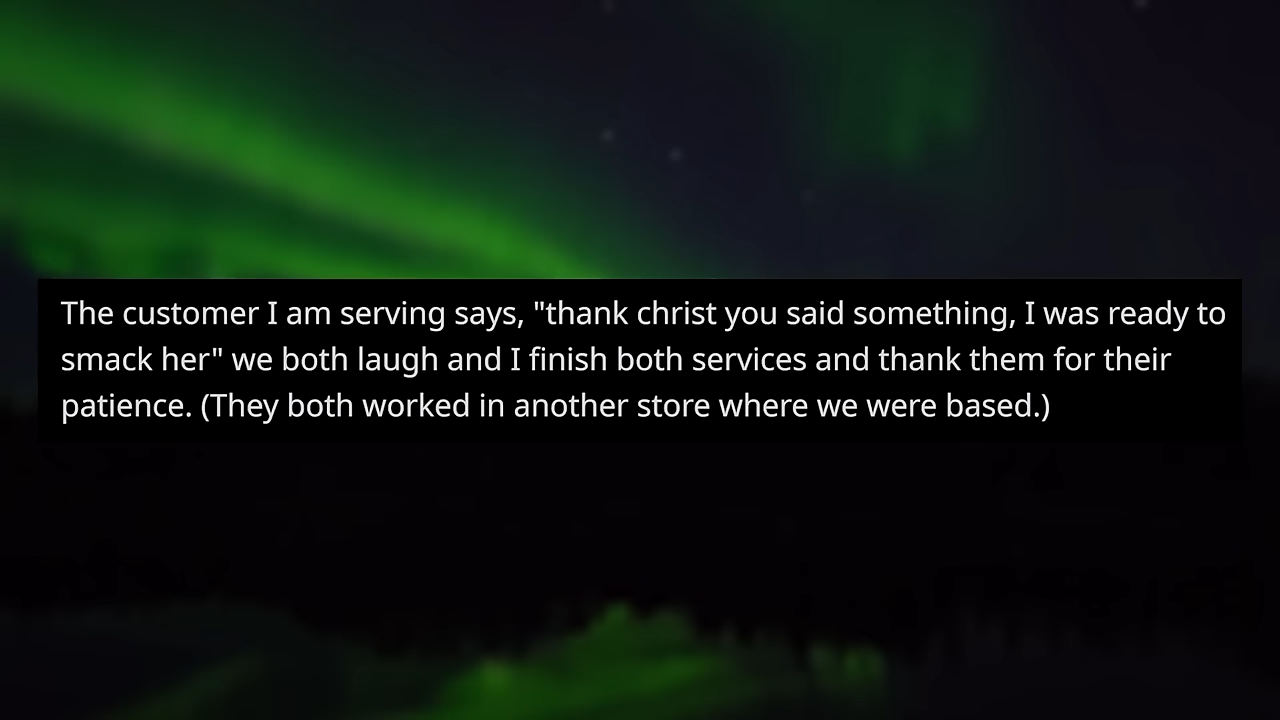 The customer I am serving says, "thank christ you said something, I was ready to
smack her" we both laugh and I finish both services and thank them for their
patience. (They both worked in another store where we were based.)